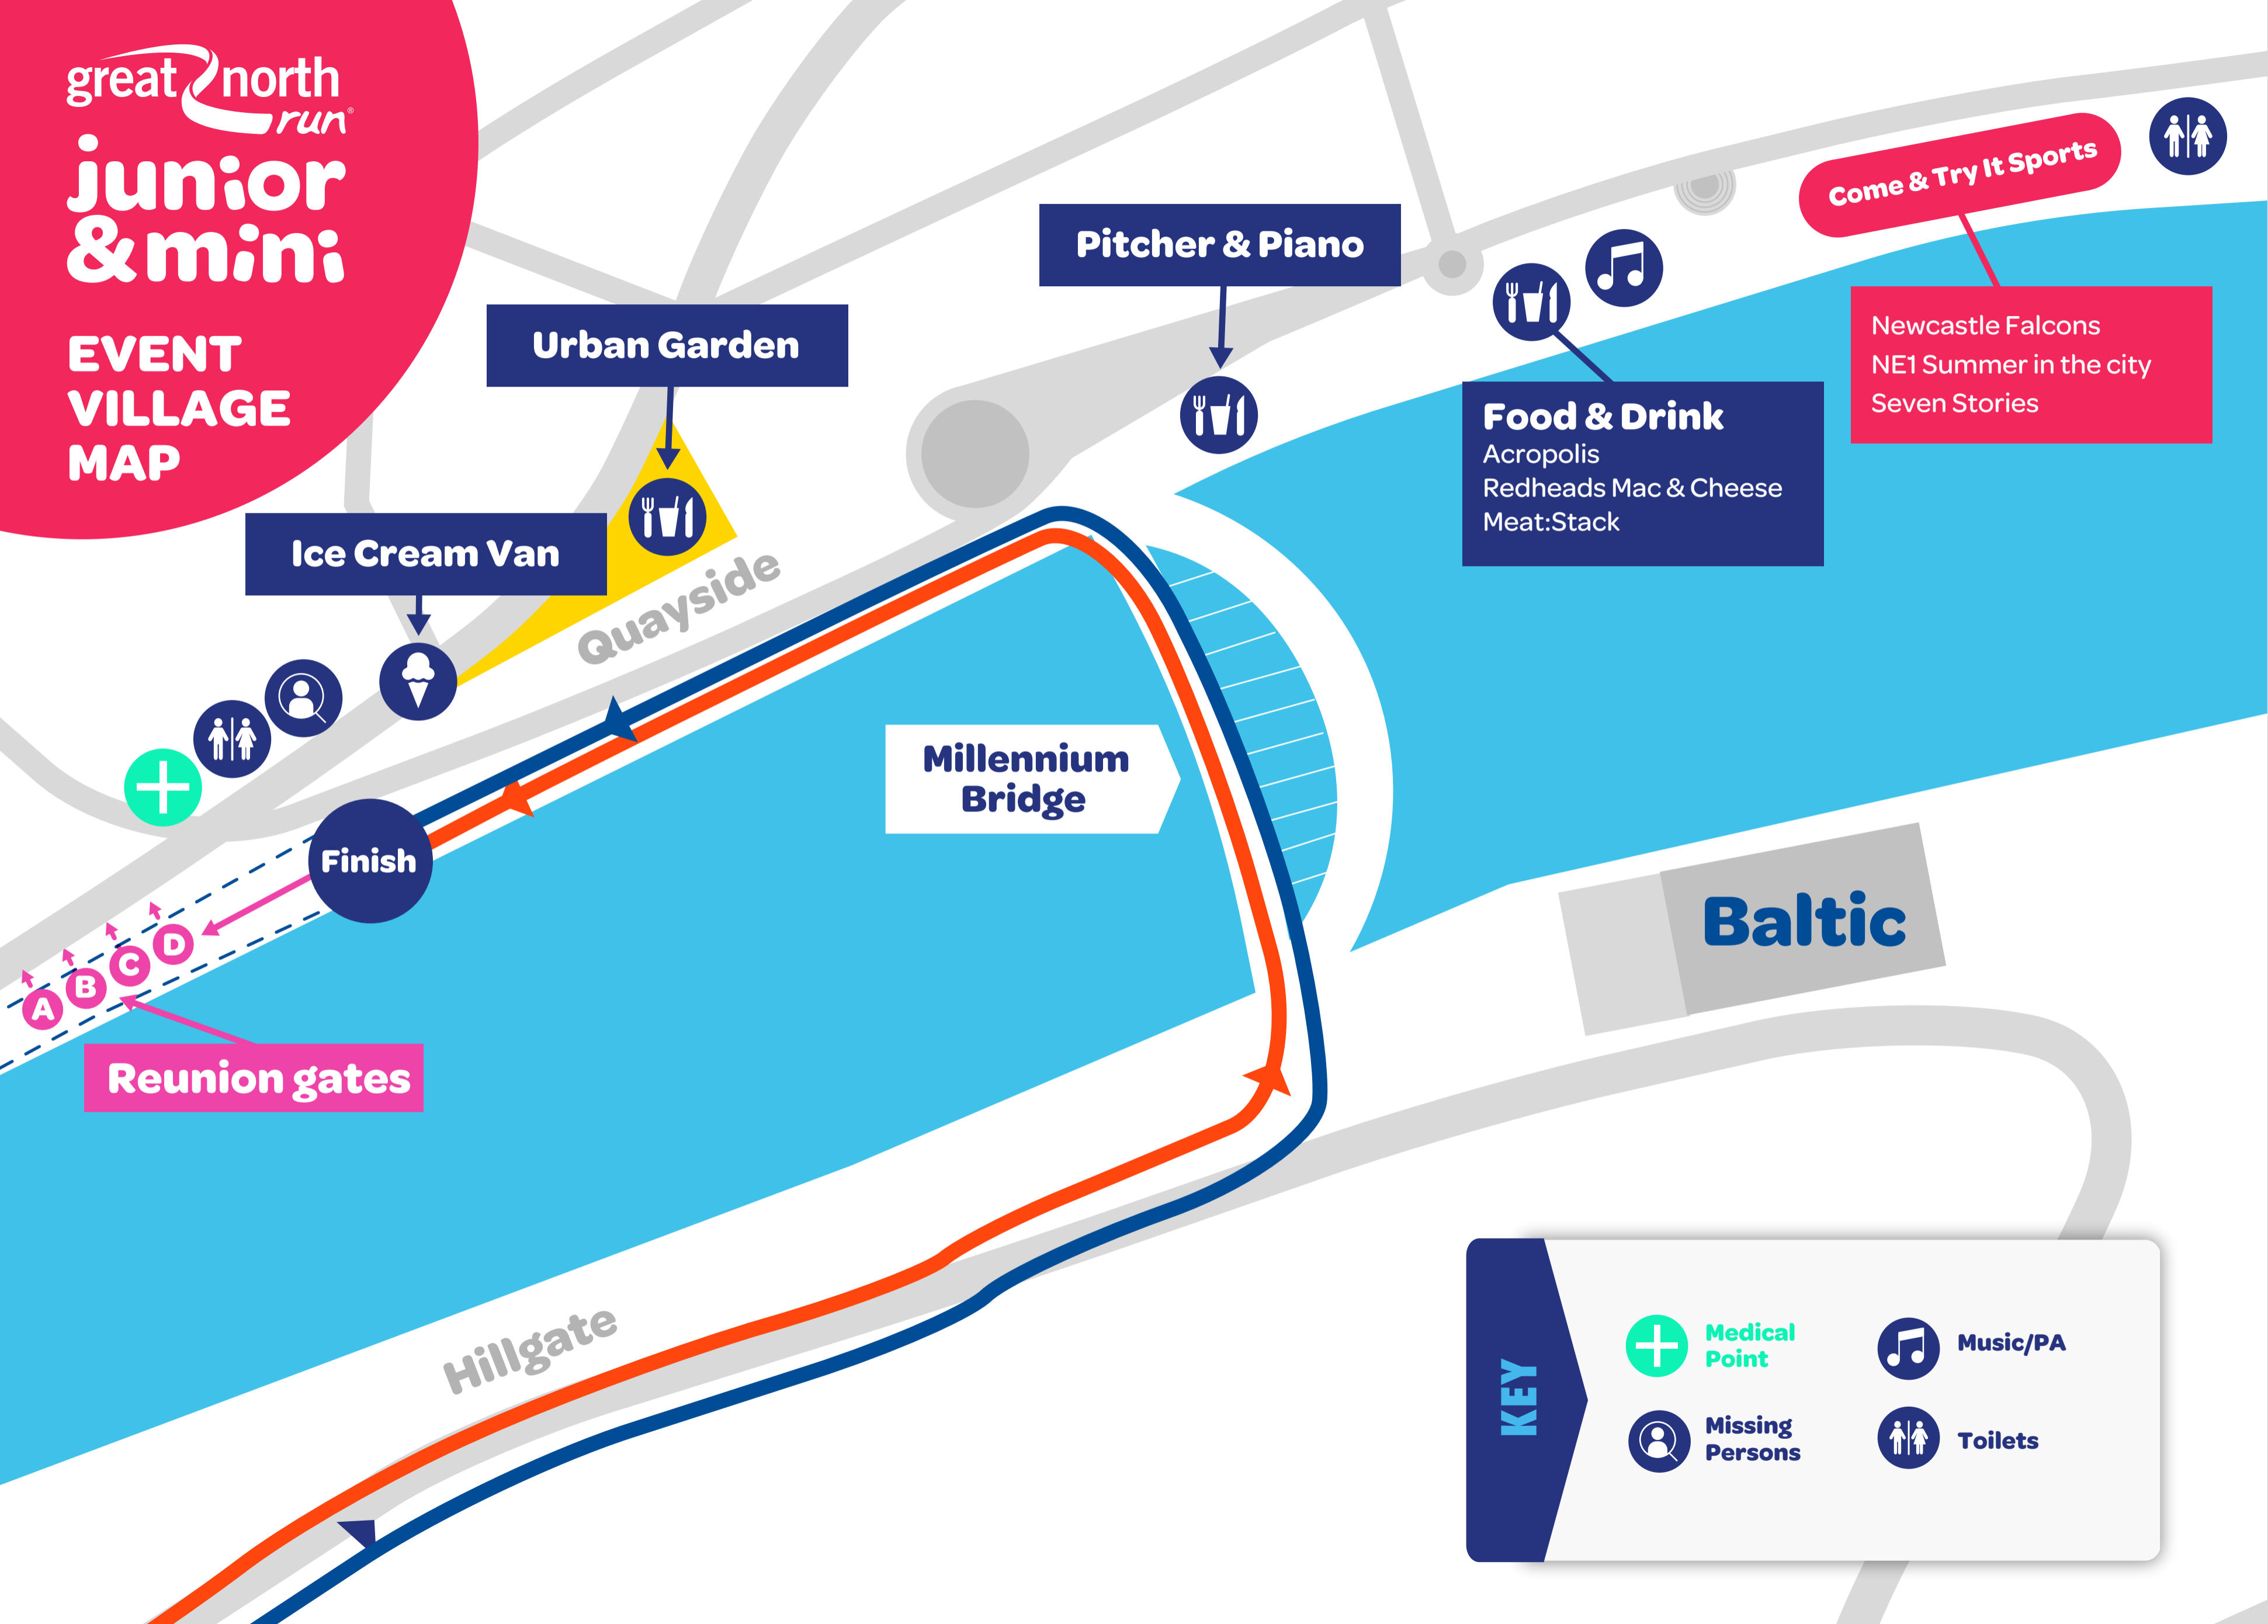 great north
run®
junior
& mini
EVENT
VILLAGE
MAP
Come & Try It Sports
Newcastle Falcons
NE1 Summer in the city
Seven Stories
Pitcher & Piano
Urban Garden
Food & Drink
Acropolis
Redheads Mac & Cheese
Meat:Stack
Ice Cream Van
Quayside
Millennium
Bridge
Finish
Baltic
D
C
B
A
Reunion gates
Hillgate
KEY
Medical
Point
Music/PA
Missing
Persons
Toilets